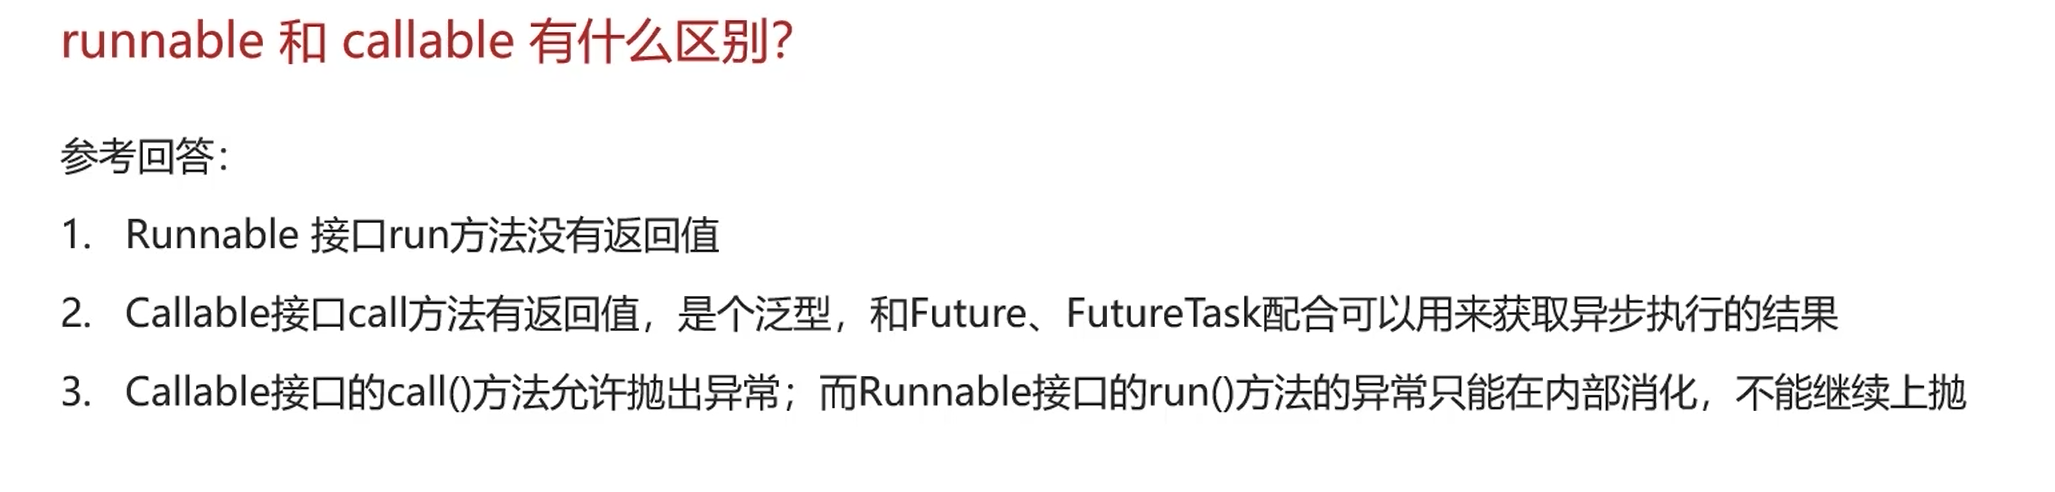 runnable 和 callable 有什么区别?
参考回答：
1. Runnable 接口run方法没有返回值
2. Callable接口call方法有返回值，是个泛型，和Future、FutureTask配合可以用来获取异步执行的结果
3. Callable接口的call()方法允许抛出异常；而Runnable接口的run()方法的异常只能在内部消化，不能继续上抛